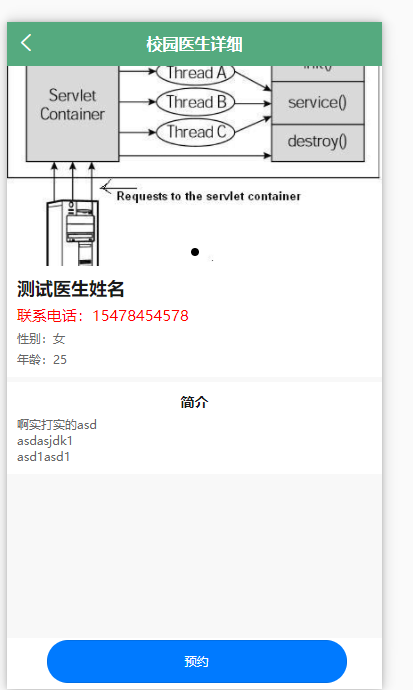 校园医生详细
Thread A
init()
Servlet
Container
Thread B
service()
Thread C
destroy()
Requests to the servlet container
测试医生姓名
联系电话：15478454578
性别：女
年龄：25
简介
啊实打实的asd
asdasjdk1
asd1asd1
预约